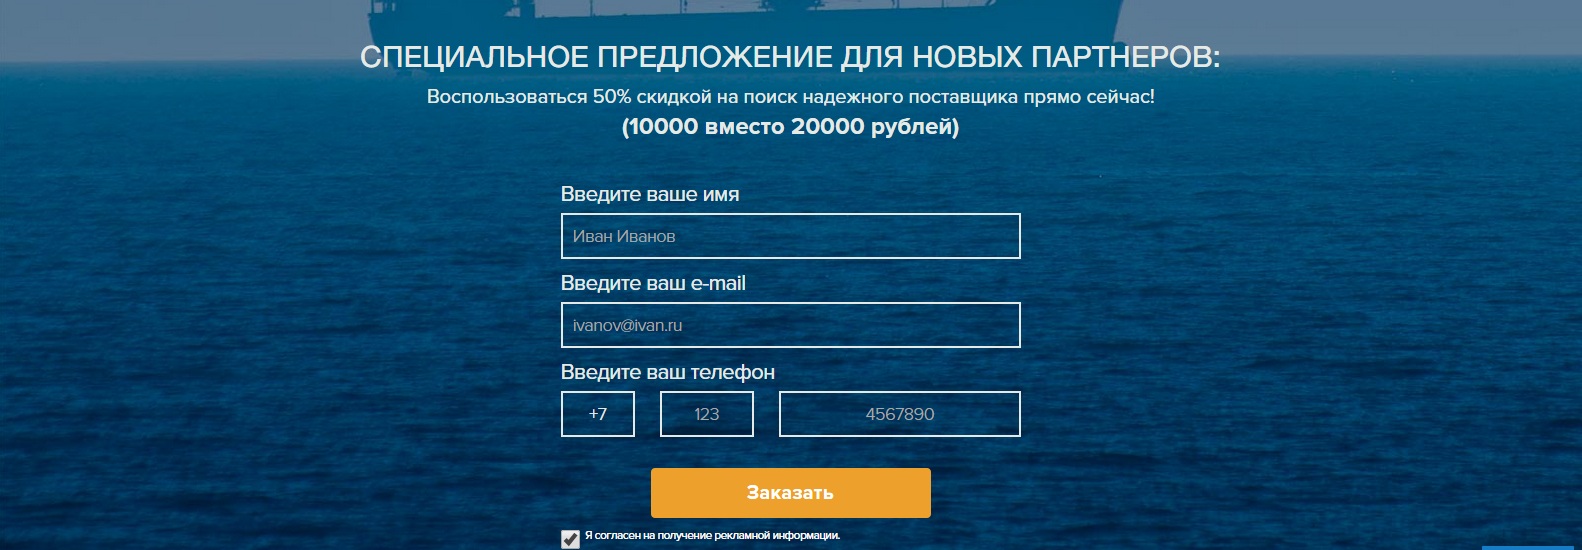 СПЕЦИАЛЬНОЕ ПРЕДЛОЖЕНИЕ ДЛЯ НОВЫХ ПАРТНЕРОВ:
Воспользоваться 50% скидкой на поиск надежного поставщика прямо сейчас!
(10000 вместо 20000 рублей)
Введите ваше имя
Иван Иванов
Введите ваш e-mail
ivanov@ivan.ru
Введите ваш телефон
+7 123 4567890
Заказать
Я согласен на получение рекламной информации.